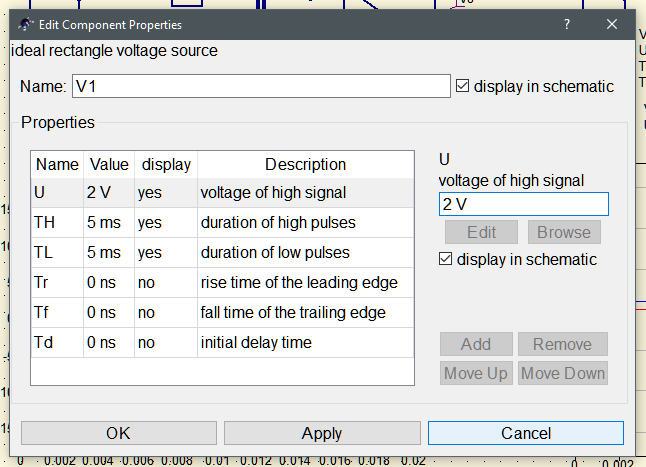 Edit Component Properties
ideal rectangle voltage source
Name: V1 display in schematic
Properties
Name Value display Description
U 2 V yes voltage of high signal
TH 5 ms yes duration of high pulses
TL 5 ms yes duration of low pulses
Tr 0 ns no rise time of the leading edge
Tf 0 ns no fall time of the trailing edge
Td 0 ns no initial delay time
U
voltage of high signal
2 V
Edit Browse
display in schematic
Add Remove
Move Up Move Down
OK Apply Cancel
0 0.002 0.004 0.006 0.008 0.01 0.012 0.014 0.016 0.018 0.02 0 0.002